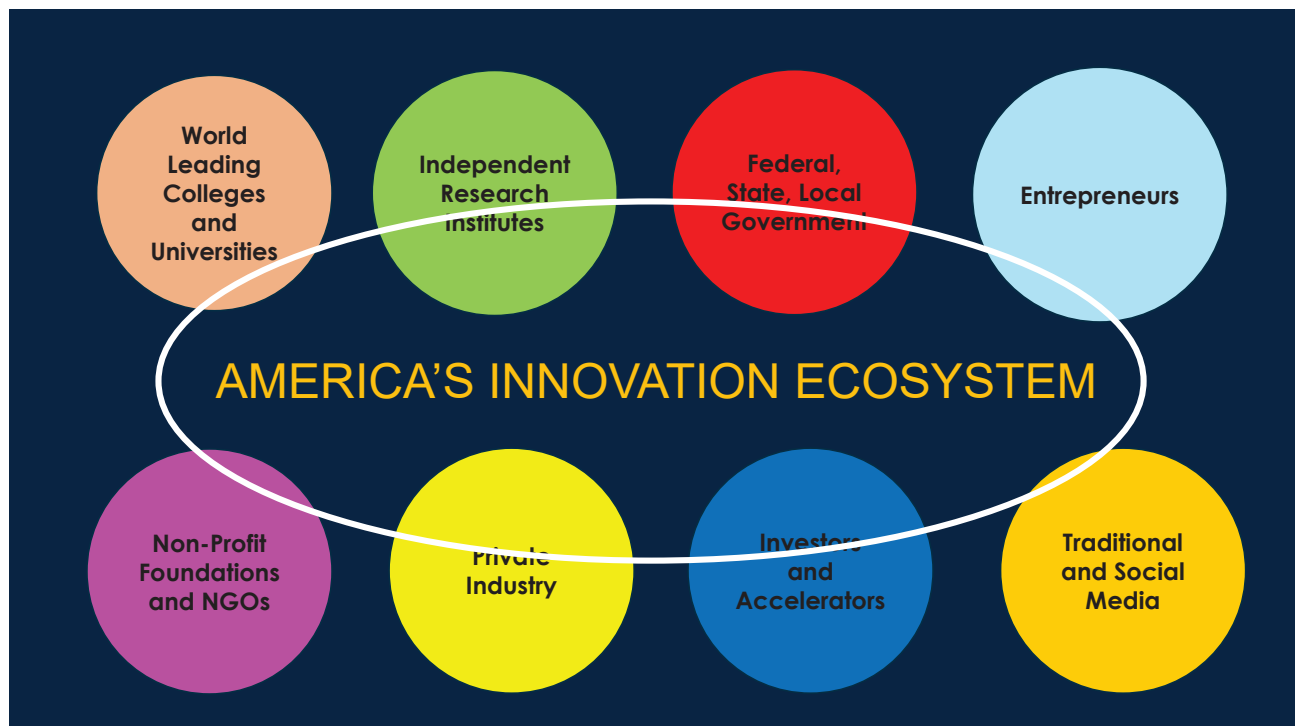 World
Leading
Colleges
and
Universities
Independent
Research
Institutes
Federal,
State, Local
Government
Entrepreneurs
AMERICA’S INNOVATION ECOSYSTEM
Non-Profit
Foundations
and NGOs
Private
Industry
Investors
and
Accelerators
Traditional
and Social
Media